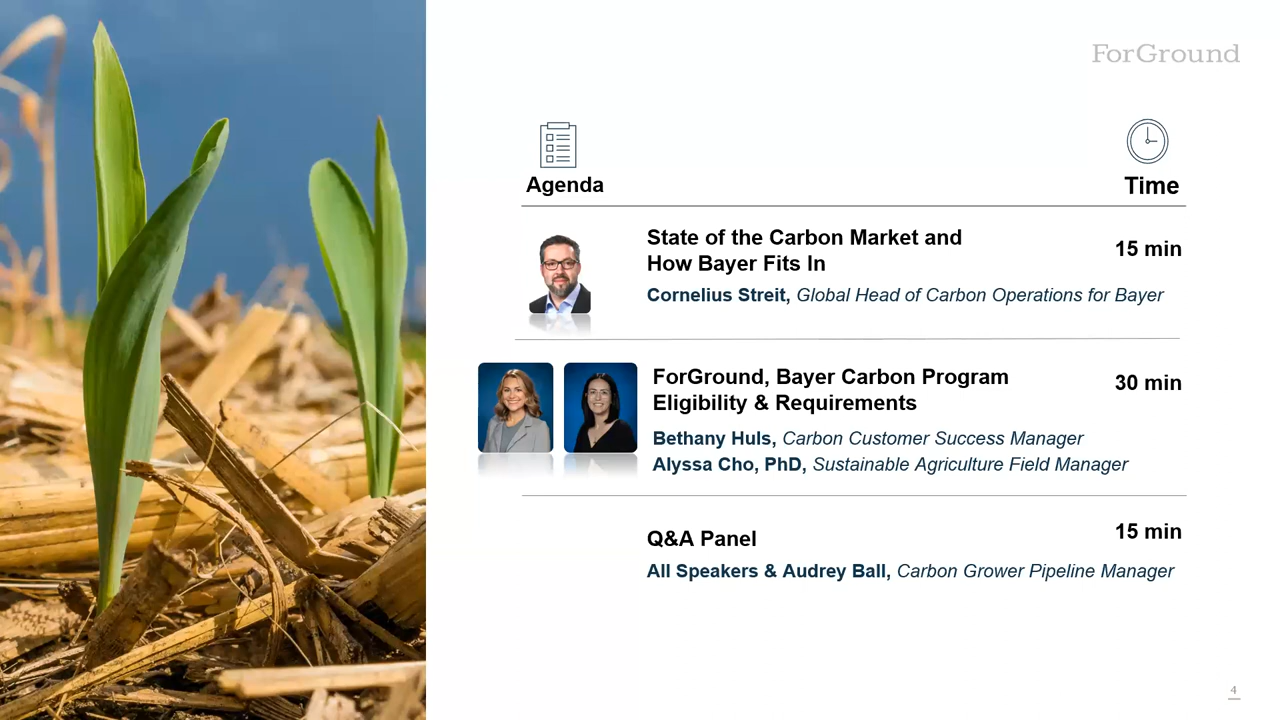 ForGround
Agenda
Time
State of the Carbon Market and
How Bayer Fits In
15 min
Cornelius Streit, Global Head of Carbon Operations for Bayer
ForGround, Bayer Carbon Program
Eligibility & Requirements
30 min
Bethany Huls, Carbon Customer Success Manager
Alyssa Cho, PhD, Sustainable Agriculture Field Manager
Q&A Panel
15 min
All Speakers & Audrey Ball, Carbon Grower Pipeline Manager
4